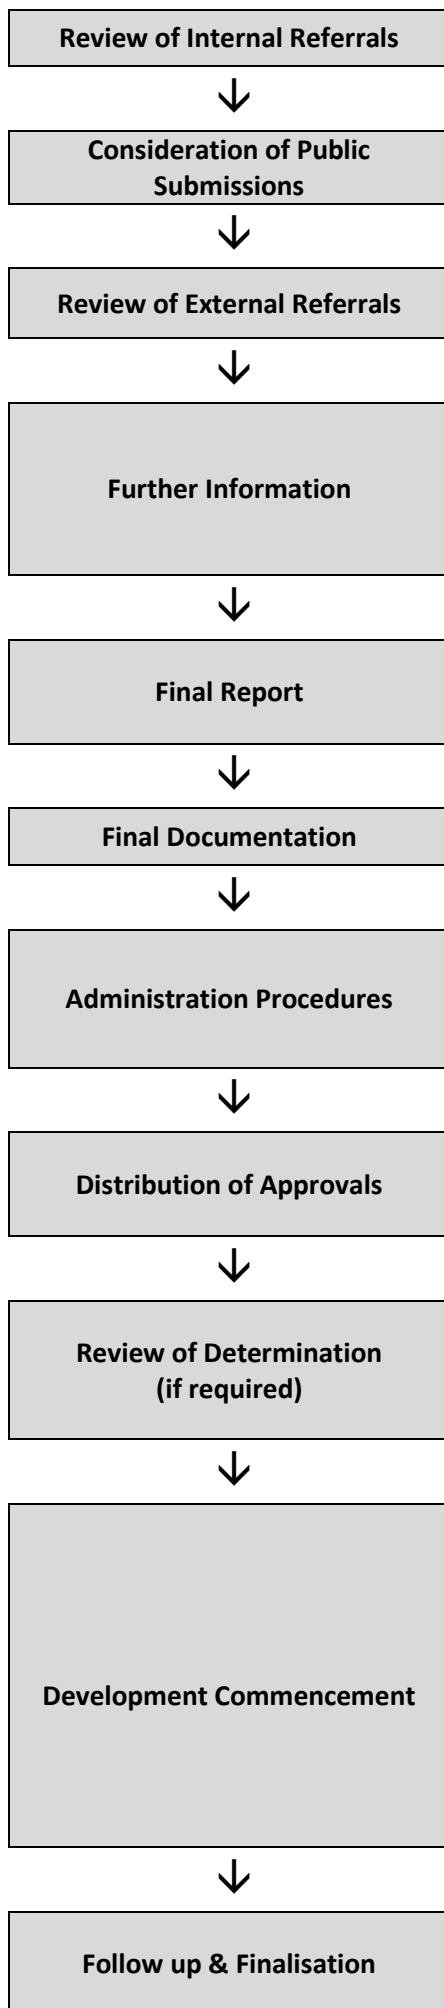 Review of Internal Referrals
Consideration of Public
Submissions
Review of External Referrals
Further Information
Final Report
Final Documentation
Administration Procedures
Distribution of Approvals
Review of Determination
(if required)
Development Commencement
Follow up & Finalisation